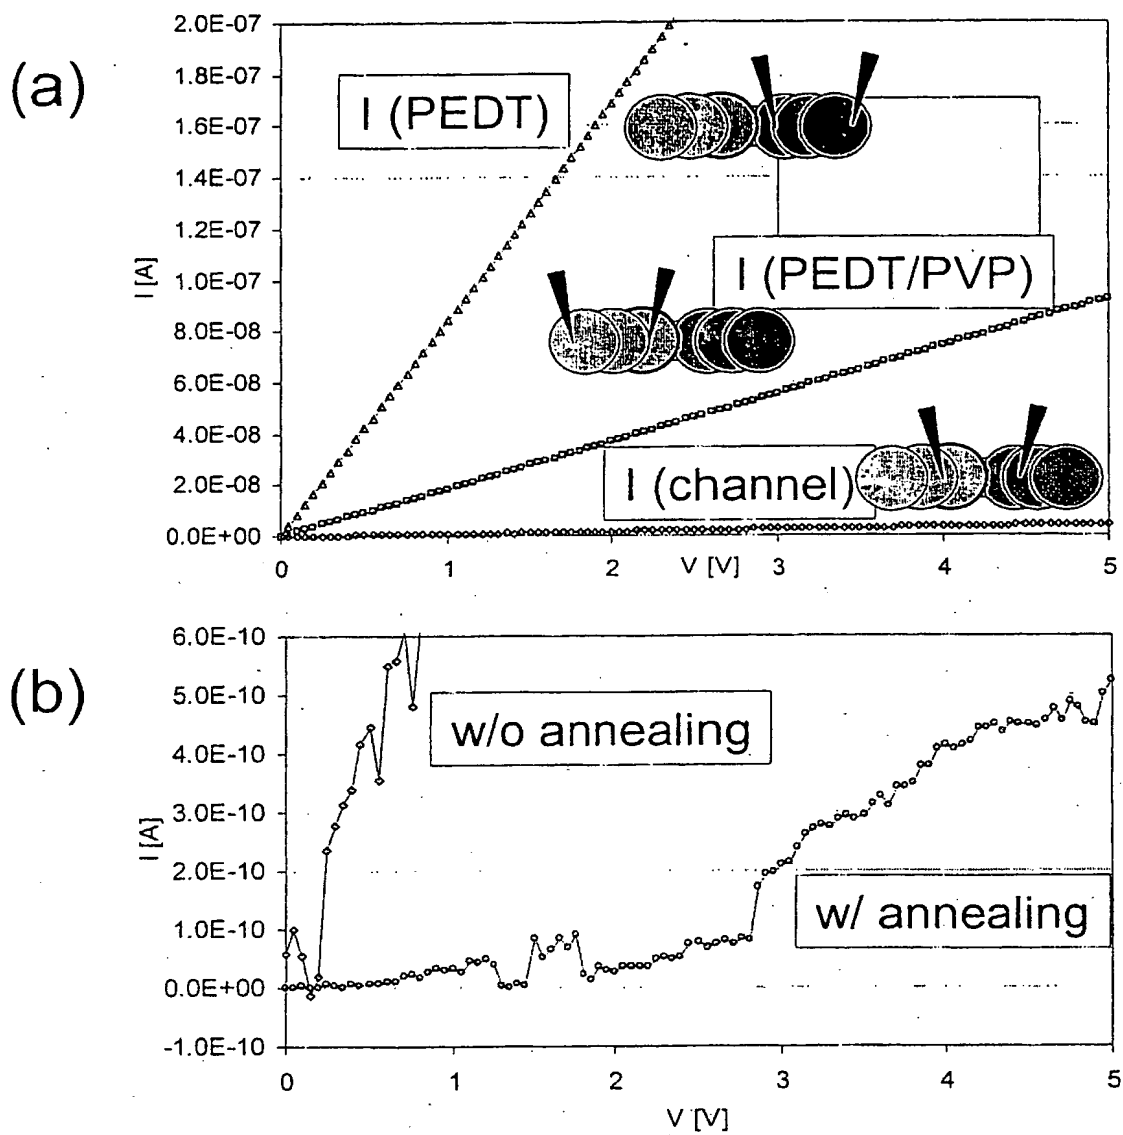 (a)
2.0E-07
1.8E-07
1.6E-07
1.4E-07
1.2E-07
1.0E-07
8.0E-08
6.0E-08
4.0E-08
2.0E-08
0.0E+00
I [A]
I (PEDT)
I (PEDT/PVP)
I (channel)
0 1 2 3 4 5
V [V]
(b)
6.0E-10
5.0E-10
4.0E-10
3.0E-10
2.0E-10
1.0E-10
0.0E+00
-1.0E-10
I [A]
w/o annealing
w/ annealing
0 1 2 3 4 5
V [V]